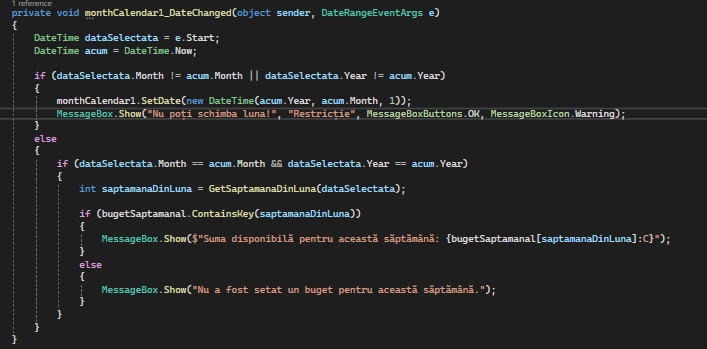 1 reference
private void monthCalendar1_DateChanged(object sender, DateRangeEventArgs e)
{
DateTime dataSelectata = e.Start;
DateTime acum = DateTime.Now;
if (dataSelectata.Month != acum.Month || dataSelectata.Year != acum.Year)
{
monthCalendar1.SetDate(new DateTime(acum.Year, acum.Month, 1));
MessageBox.Show("Nu poți schimba luna!", "Restricție", MessageBoxButtons.OK, MessageBoxIcon.Warning);
}
else
{
if (dataSelectata.Month == acum.Month && dataSelectata.Year == acum.Year)
{
int saptamanaDinLuna = GetSaptamanaDinLuna(dataSelectata);
if (bugetSaptamanal.ContainsKey(saptamanaDinLuna))
{
MessageBox.Show($"Suma disponibilă pentru această săptămână: {bugetSaptamanal[saptamanaDinLuna]:C}");
}
else
{
MessageBox.Show("Nu a fost setat un buget pentru această săptămână.");
}
}
}
}